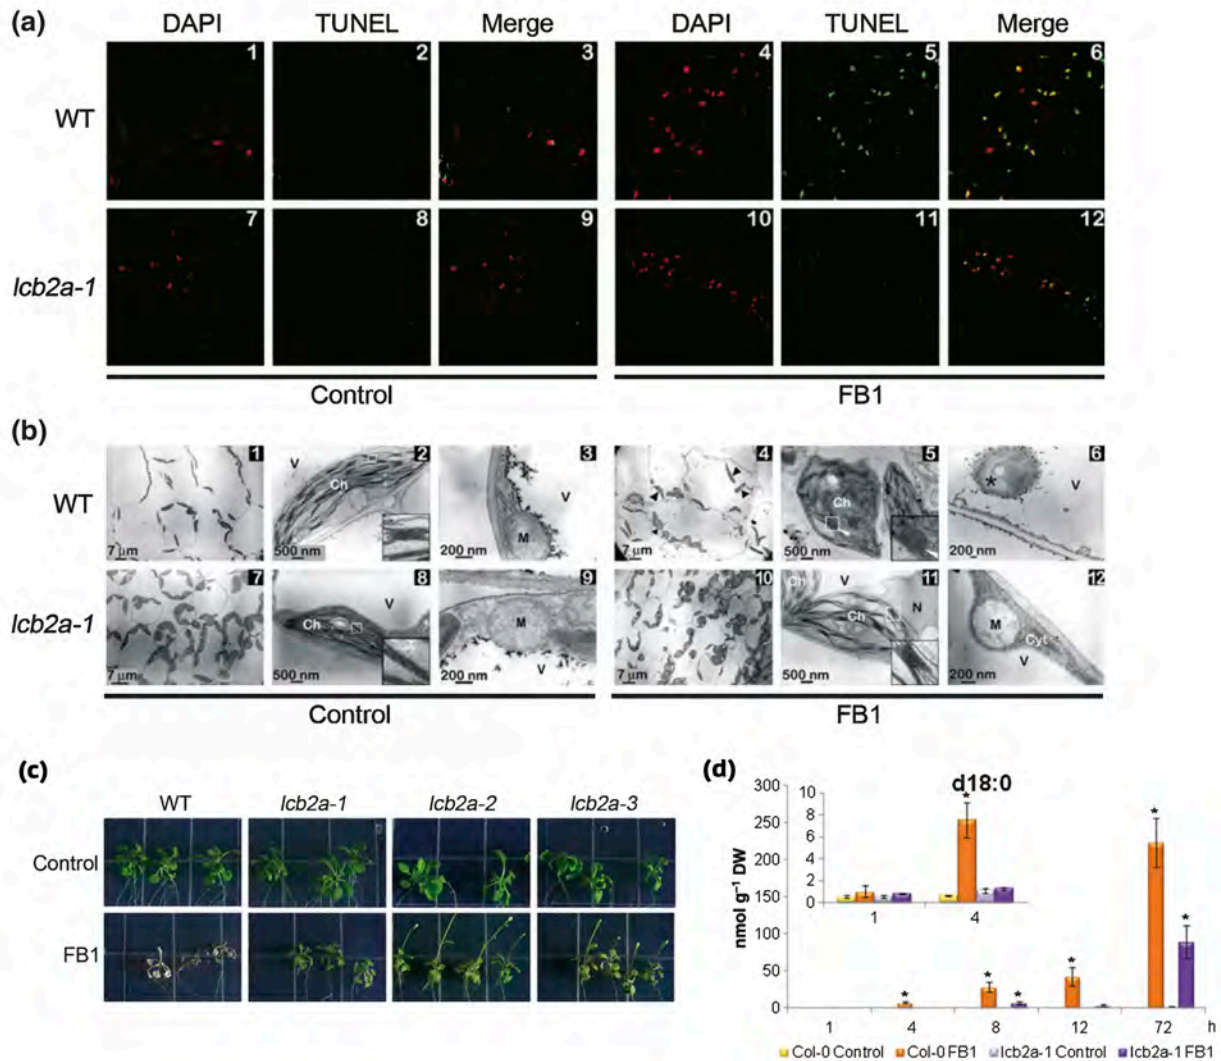 (a)
DAPI TUNEL Merge DAPI TUNEL Merge
WT 1 2 3 4 5 6
lcb2a-1 7 8 9 10 11 12
Control FB1
(b)
WT 1 2 3 4 5 6
V Ch V M Ch * V
7 μm 500 nm 200 nm 7 μm 500 nm 200 nm
lcb2a-1 7 8 9 10 11 12
Ch V M V Ch V Ch N M Cyt V
7 μm 500 nm 200 nm 7 μm 500 nm 200 nm
Control FB1
(c)
WT lcb2a-1 lcb2a-2 lcb2a-3
Control
FB1
(d)
d18:0
nmol g⁻¹ DW
300
250
200
150
100
50
0
10
8
6
4
2
0
1 4
* * * * * * *
1 4 8 12 72 h
Col-0 Control Col-0 FB1 lcb2a-1 Control lcb2a-1 FB1